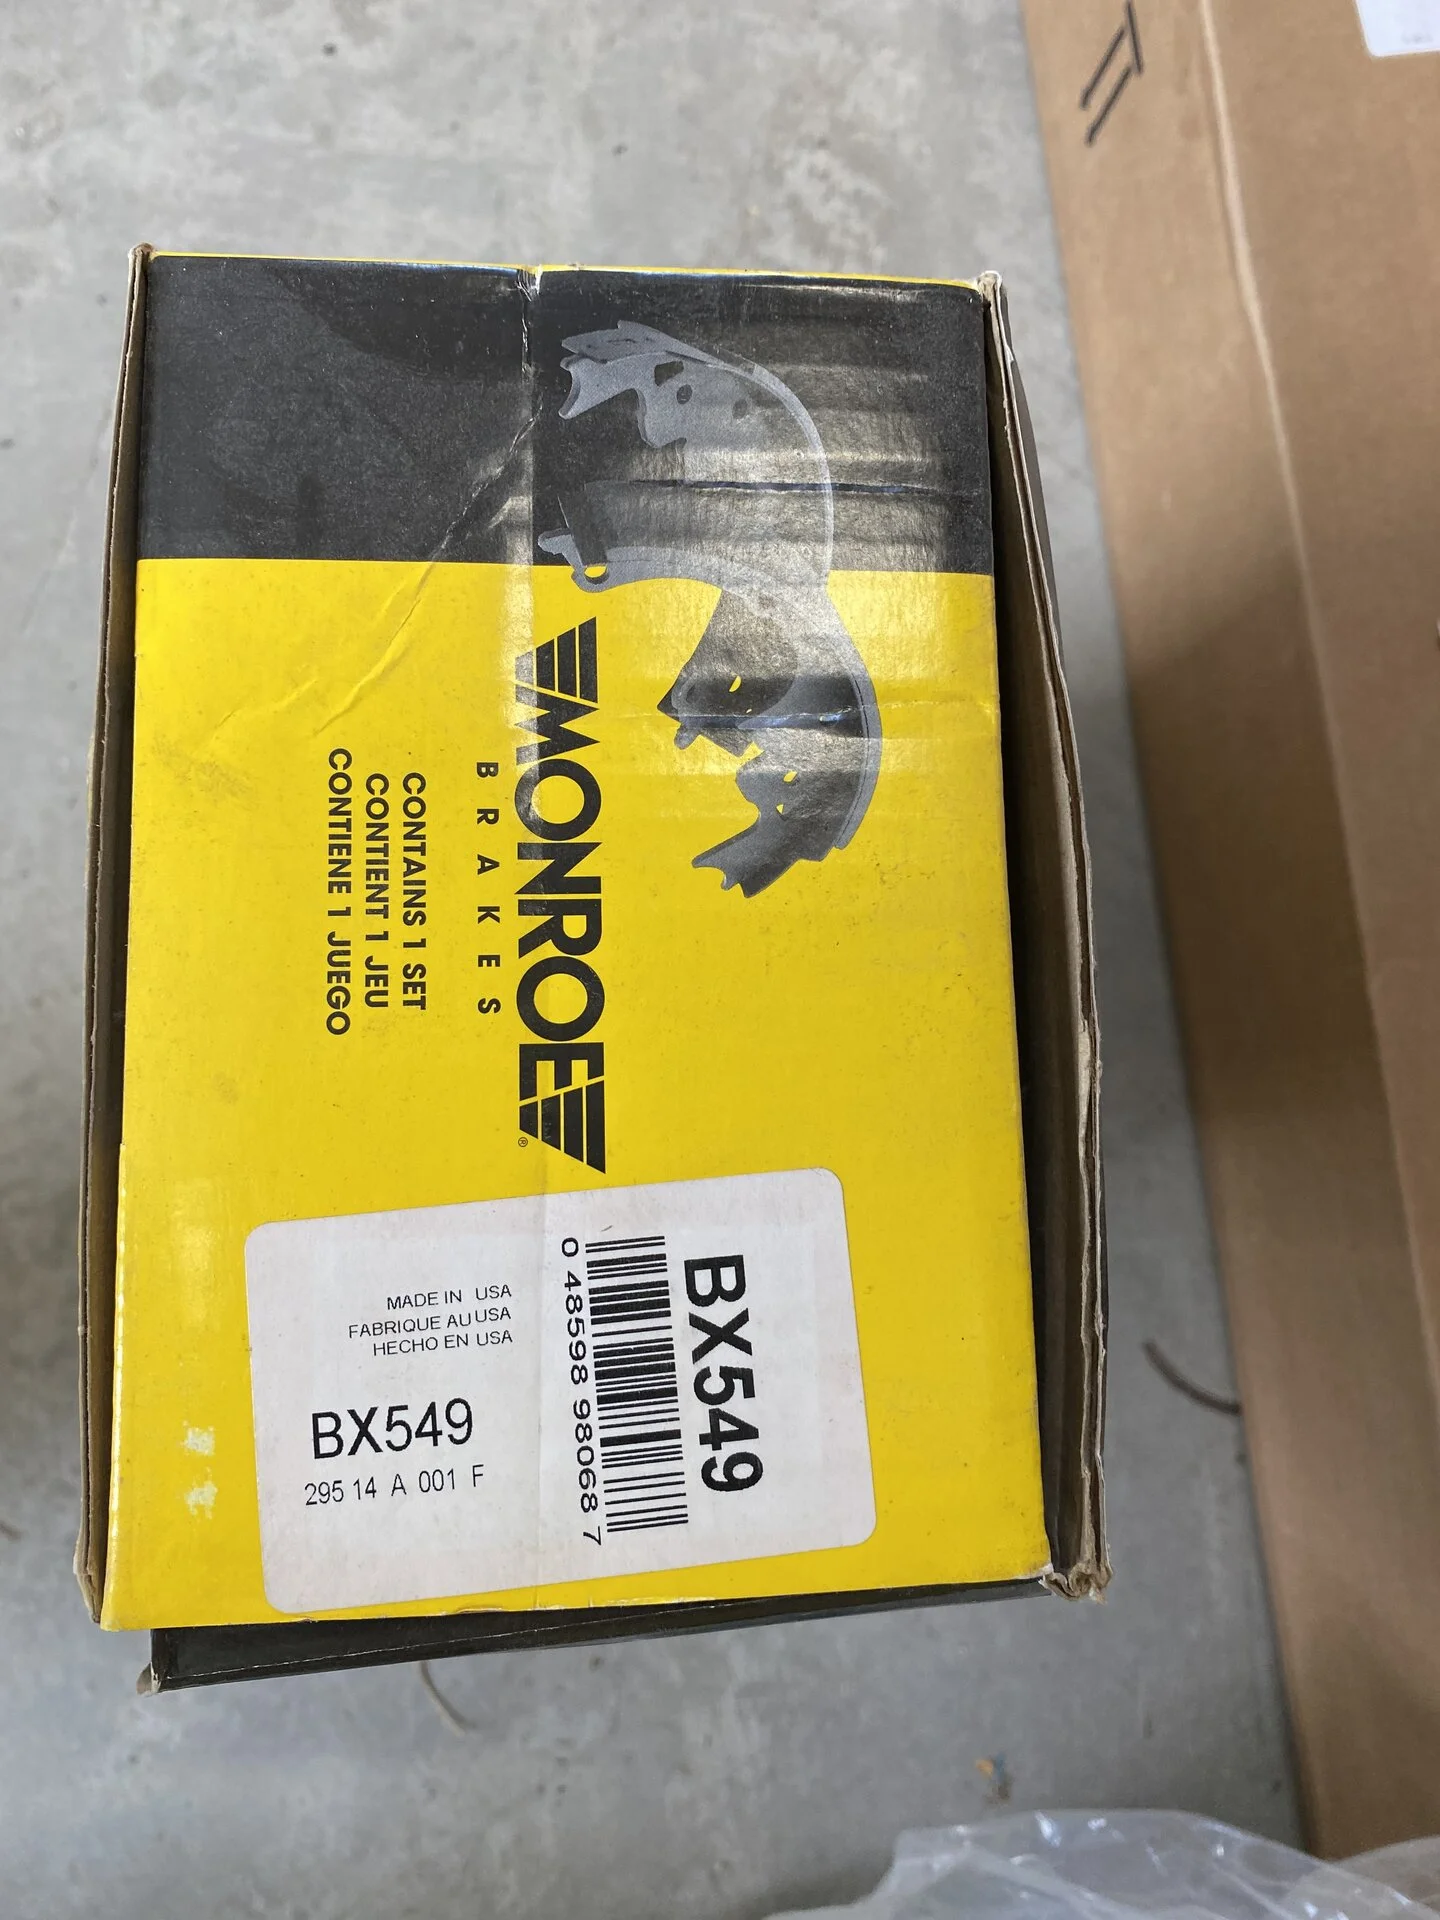 MONROE®
BRAKES
CONTAINS 1 SET
CONTIENT 1 JEU
CONTIENE 1 JUEGO
BX549
0 48598 98068 7
MADE IN USA
FABRIQUE AU USA
HECHO EN USA
BX549
295 14 A 001 F